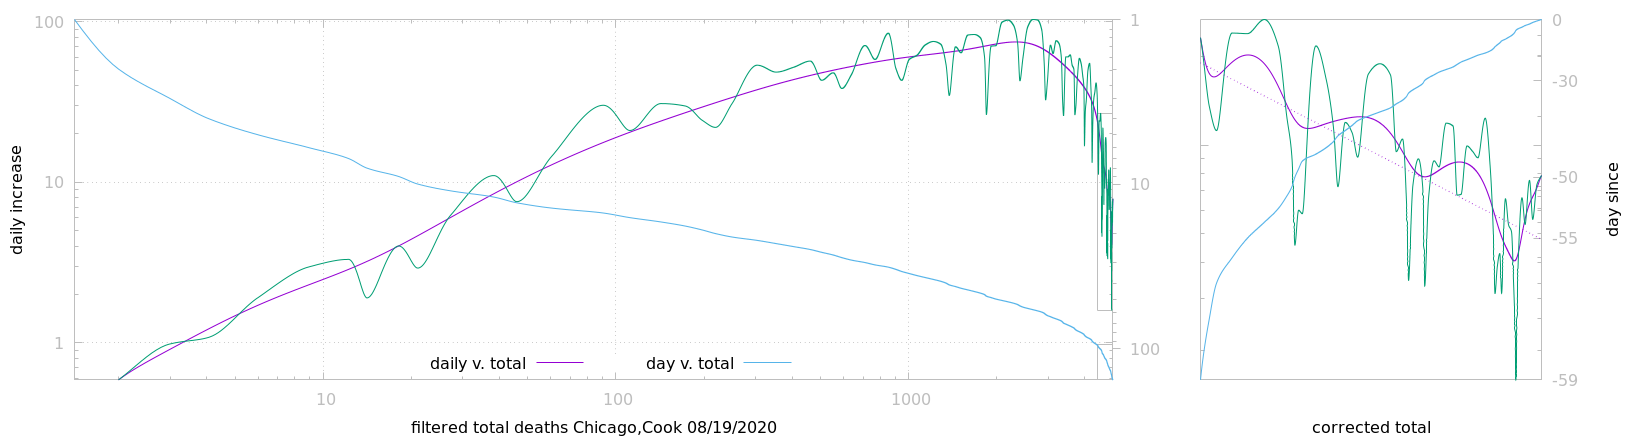 100
10
1
daily increase
10
100
1000
filtered total deaths Chicago,Cook 08/19/2020
daily v. total
day v. total
1
10
100
0
-30
-50
-55
-59
day since
corrected total